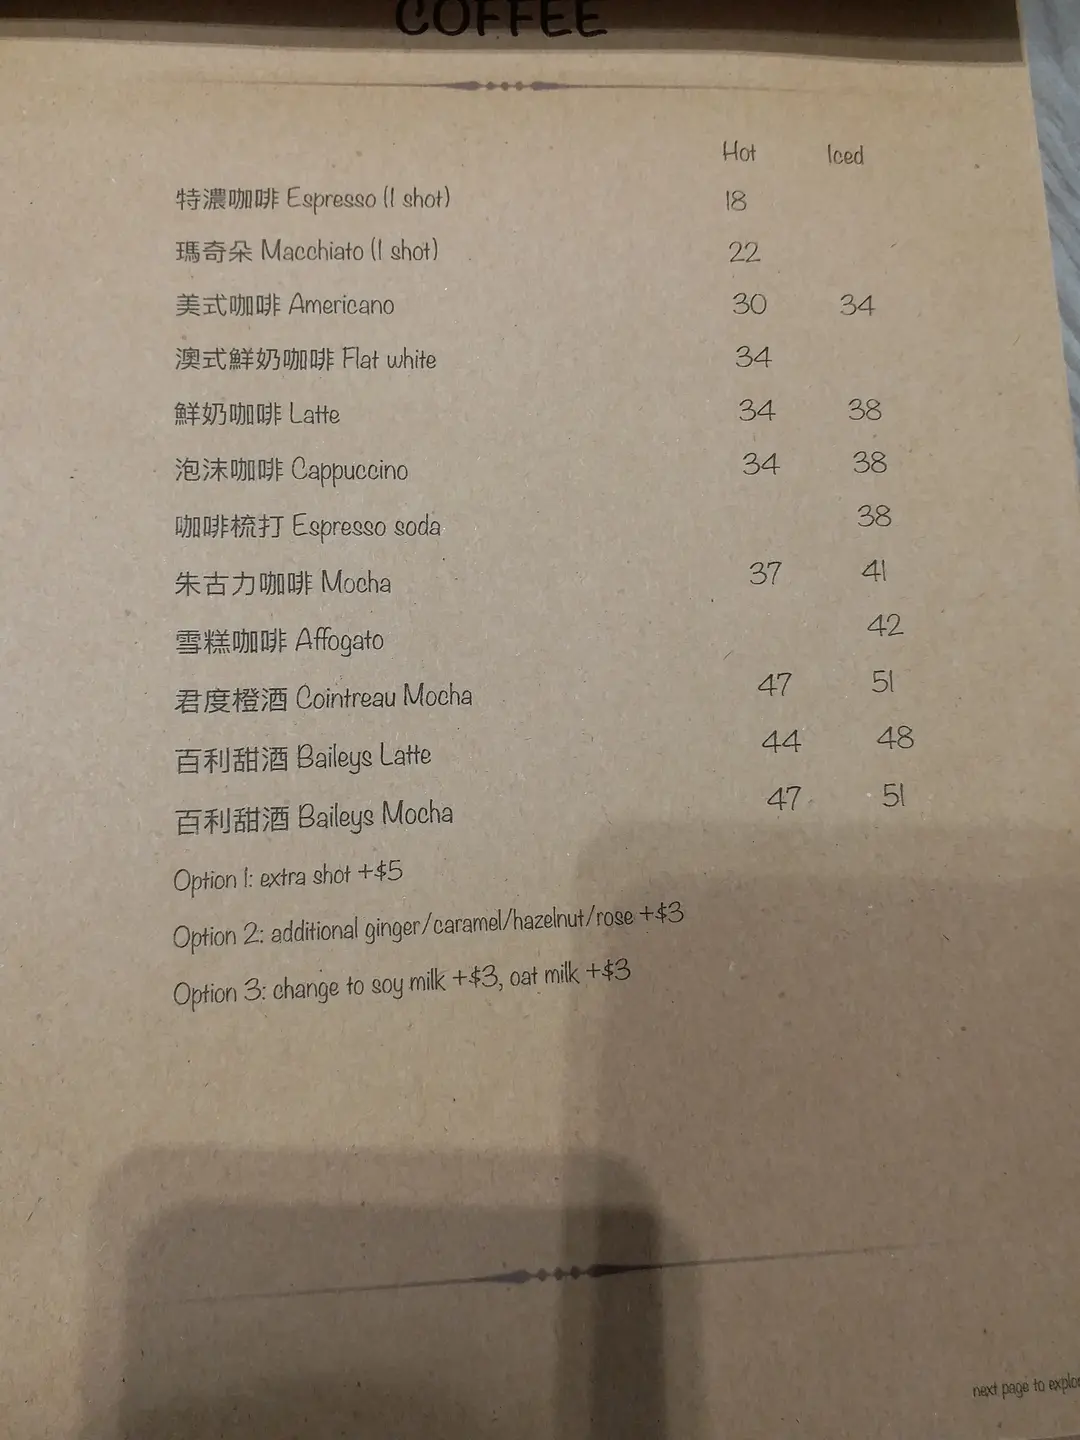 COFFEE
Hot Iced
特濃咖啡 Espresso (1 shot) 18
瑪奇朵 Macchiato (1 shot) 22
美式咖啡 Americano 30 34
澳式鮮奶咖啡 Flat white 34
鮮奶咖啡 Latte 34 38
泡沫咖啡 Cappuccino 34 38
咖啡梳打 Espresso soda 38
朱古力咖啡 Mocha 37 41
雪糕咖啡 Affogato 42
君度橙酒 Cointreau Mocha 47 51
百利甜酒 Baileys Latte 44 48
百利甜酒 Baileys Mocha 47 51
Option 1: extra shot +$5
Option 2: additional ginger/caramel/hazelnut/rose +$3
Option 3: change to soy milk +$3, oat milk +$3
next page to